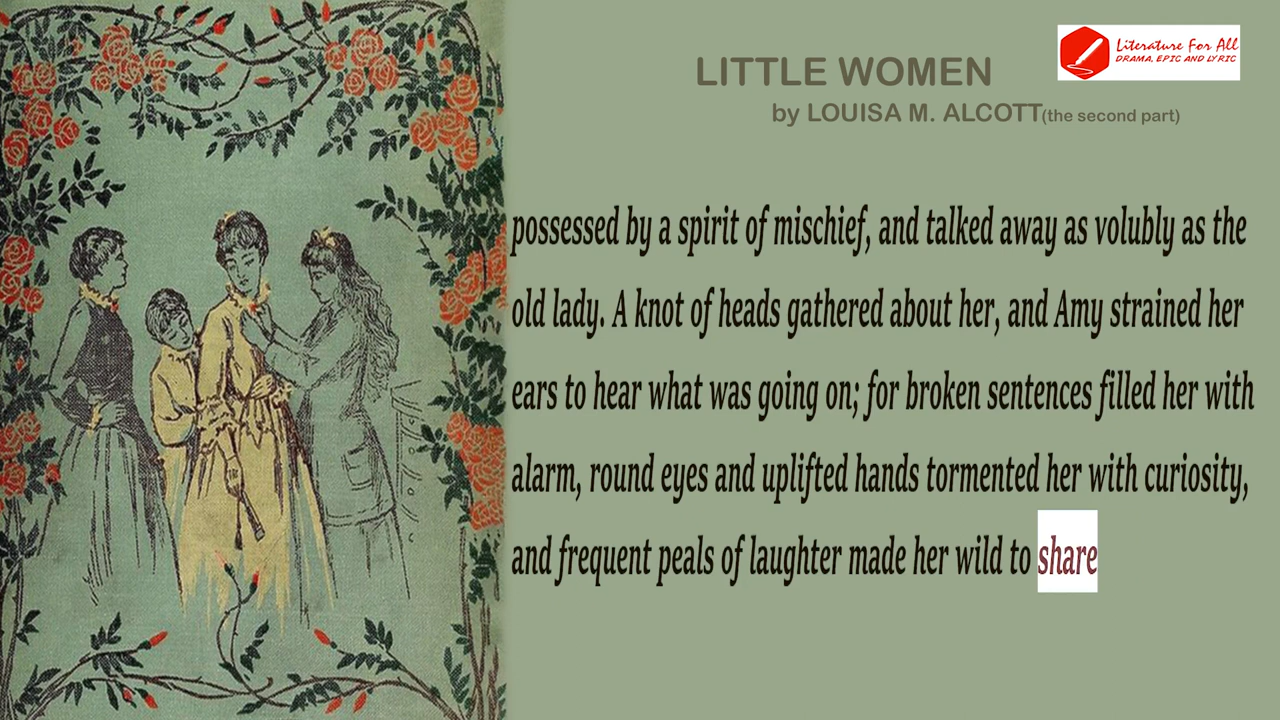 LITTLE WOMEN
by LOUISA M. ALCOTT(the second part)
Literature For All
DRAMA, EPIC AND LYRIC
possessed by a spirit of mischief, and talked away as volubly as the
old lady. A knot of heads gathered about her, and Amy strained her
ears to hear what was going on; for broken sentences filled her with
alarm, round eyes and uplifted hands tormented her with curiosity,
and frequent peals of laughter made her wild to share